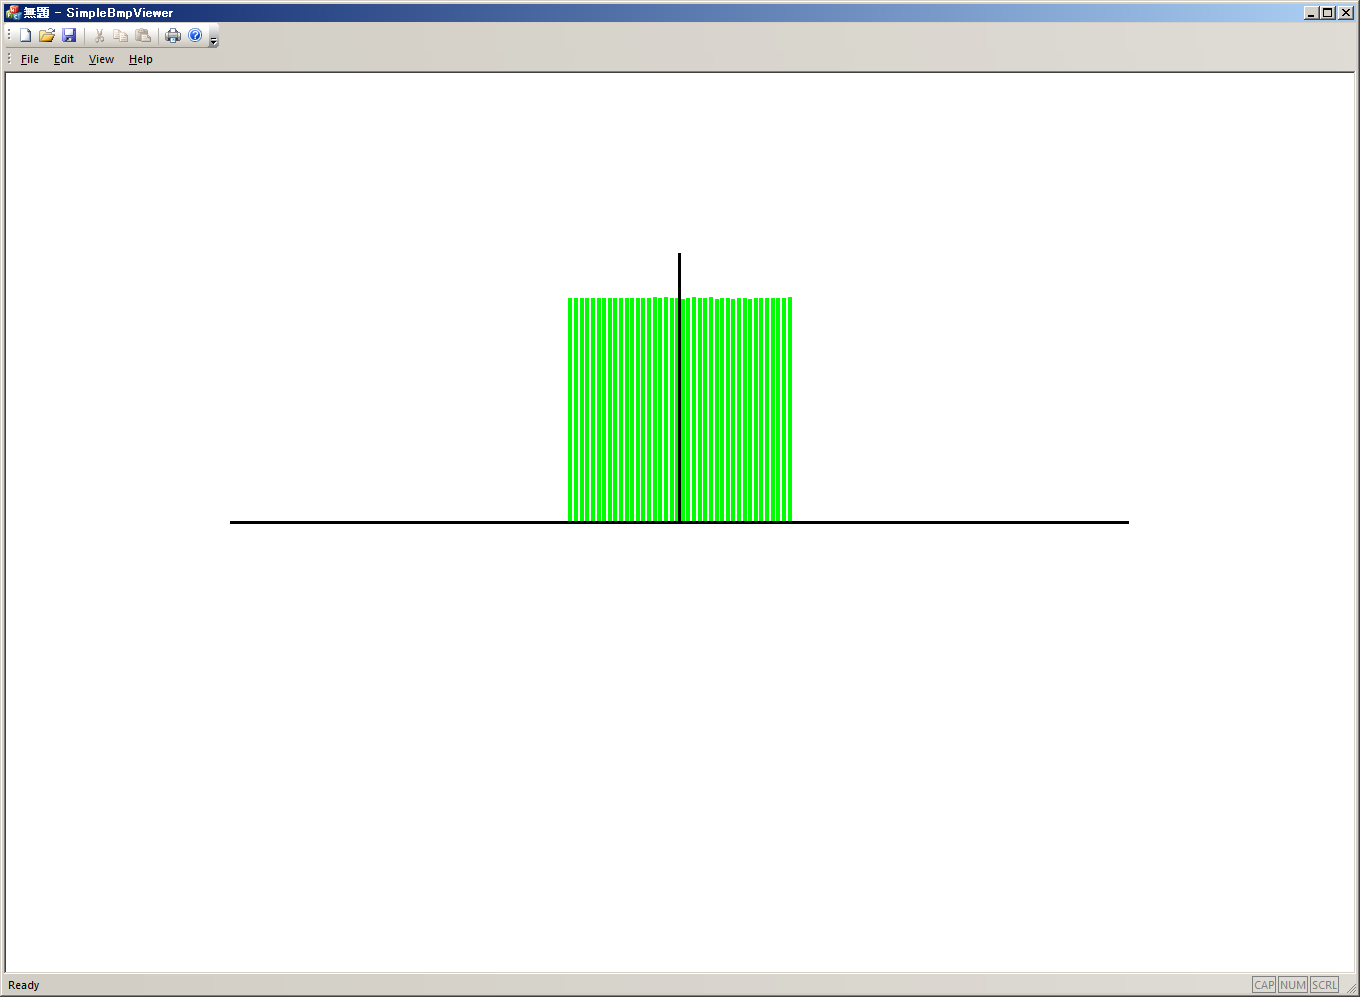 無題 - SimpleBmpViewer
File Edit View Help
Ready
CAP NUM SCRL